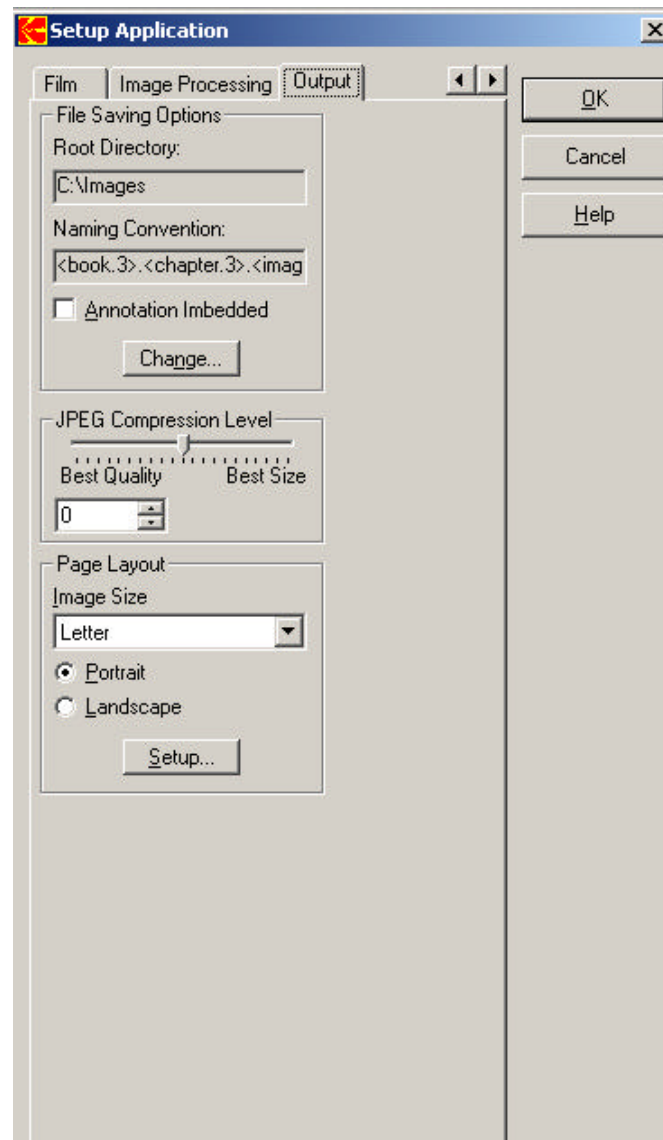 Setup Application
Film Image Processing Output
OK
Cancel
Help
File Saving Options
Root Directory:
C:\Images
Naming Convention:
<book.3>.<chapter.3>.<imag
Annotation Imbedded
Change...
JPEG Compression Level
Best Quality Best Size
0
Page Layout
Image Size
Letter
Portrait
Landscape
Setup...